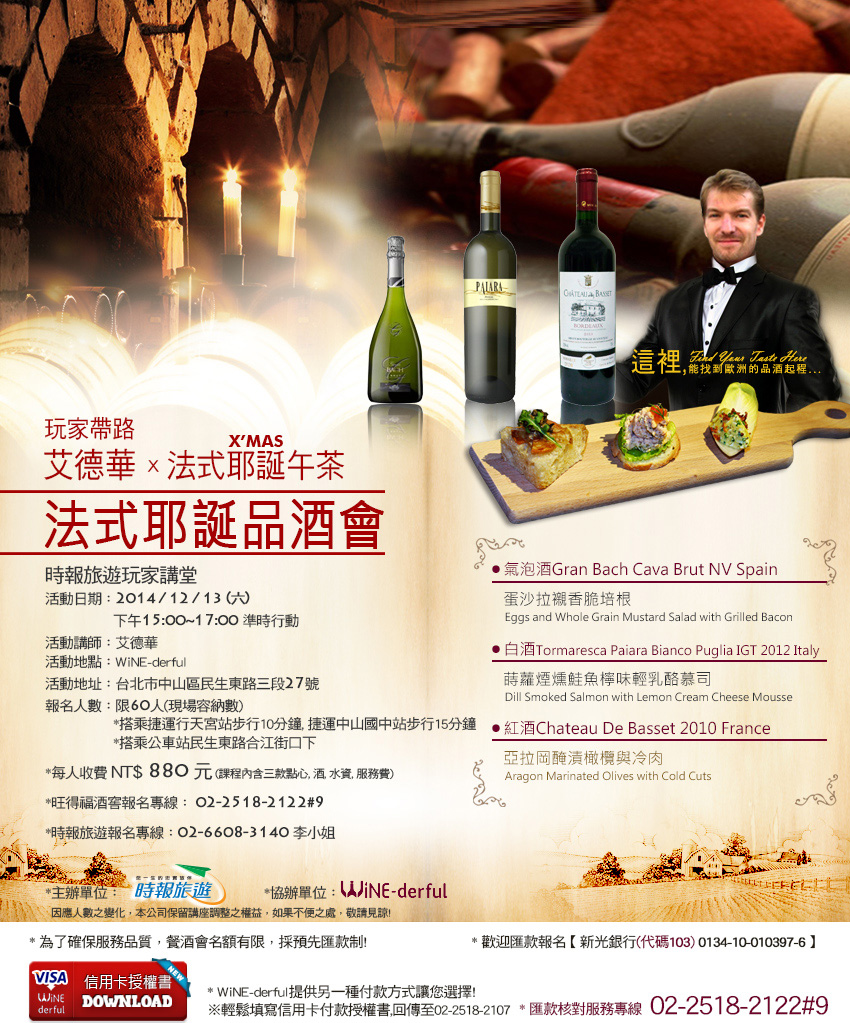 PAIARA
CHÂTEAU de BASSET
BORDEAUX
BACH
這裡, Find Your Taste Here
能找到歐洲的品酒起程...
玩家帶路
X'MAS
艾德華 x 法式耶誕午茶
法式耶誕品酒會
時報旅遊玩家講堂
活動日期：2014/12/13 (六)
下午15:00~17:00 準時行動
活動講師：艾德華
活動地點：WiNE-derful
活動地址：台北市中山區民生東路三段27號
報名人數：限60人(現場容納數)
*搭乘捷運行天宮站步行10分鐘, 捷運中山國中站步行15分鐘
*搭乘公車站民生東路合江街口下
*每人收費 NT$ 880 元 (課程內含三款點心, 酒, 水資, 服務費)
*旺得福酒窖報名專線： 02-2518-2122#9
*時報旅遊報名專線：02-6608-3140 李小姐
● 氣泡酒Gran Bach Cava Brut NV Spain
蛋沙拉襯香脆培根
Eggs and Whole Grain Mustard Salad with Grilled Bacon
● 白酒Tormaresca Paiara Bianco Puglia IGT 2012 Italy
蒔蘿煙燻鮭魚檸味輕乳酪慕司
Dill Smoked Salmon with Lemon Cream Cheese Mousse
● 紅酒Chateau De Basset 2010 France
亞拉岡醃漬橄欖與冷肉
Aragon Marinated Olives with Cold Cuts
*主辦單位： 時報旅遊 *協辦單位：WiNE-derful
因應人數之變化，本公司保留講座調整之權益，如果不便之處，敬請見諒!
* 為了確保服務品質，餐酒會名額有限，採預先匯款制!
* 歡迎匯款報名【 新光銀行(代碼103) 0134-10-010397-6 】
VISA
WiNE
derful
信用卡授權書
DOWNLOAD
NEW
* WiNE-derful提供另一種付款方式讓您選擇!
※輕鬆填寫信用卡付款授權書,回傳至02-2518-2107 * 匯款核對服務專線 02-2518-2122#9